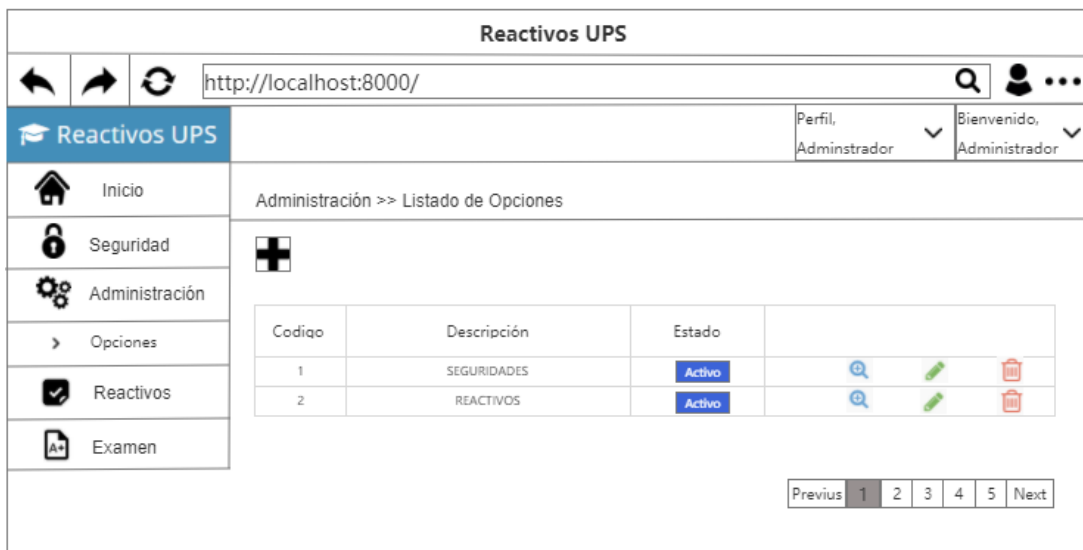 Reactivos UPS
http://localhost:8000/
Reactivos UPS
Perfil,
Adminstrador
Bienvenido,
Administrador
Inicio
Administración >> Listado de Opciones
Seguridad
Administración
Opciones
Reactivos
A+ Examen
Codigo Descripción Estado
1 SEGURIDADES Activo
2 REACTIVOS Activo
Previus 1 2 3 4 5 Next